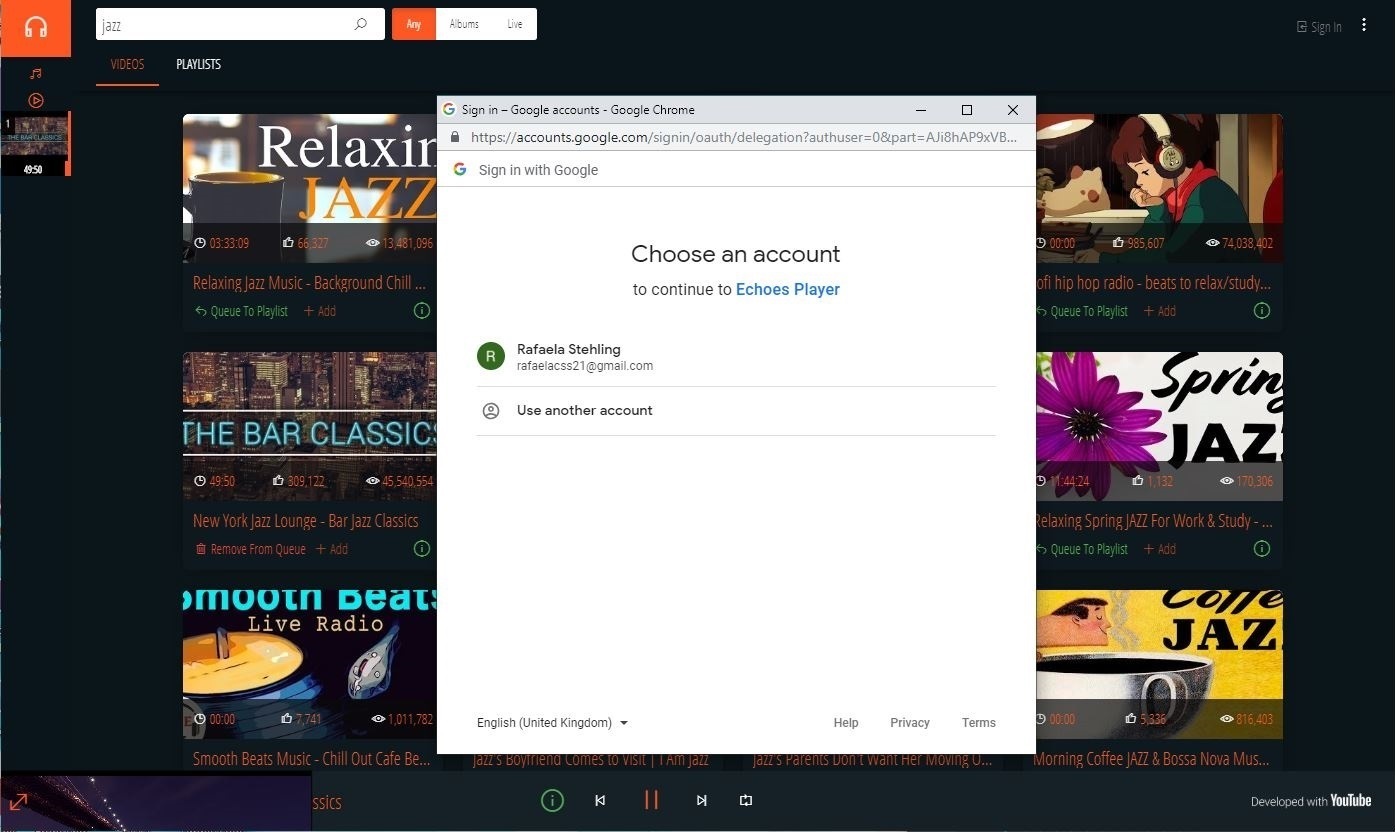 jazz
Any
Albums
Live
Sign In
VIDEOS
PLAYLISTS
1
THE BAR CLASSICS
49:50
Sign in – Google accounts - Google Chrome
https://accounts.google.com/signin/oauth/delegation?authuser=0&part=AJi8hAP9xVB...
Sign in with Google
Choose an account
to continue to Echoes Player
R
Rafaela Stehling
rafaelacss21@gmail.com
Use another account
English (United Kingdom)
Help
Privacy
Terms
Relaxin
JAZZ
03:33:09 66,327 13,481,096
Relaxing Jazz Music - Background Chill ...
Queue To Playlist + Add
00:00 985,607 74,038,402
ofi hip hop radio - beats to relax/study...
Queue To Playlist + Add
THE BAR CLASSICS
49:50 309,122 45,540,554
New York Jazz Lounge - Bar Jazz Classics
Remove From Queue + Add
Spring
JAZ
11:44:24 1,132 170,306
Relaxing Spring JAZZ For Work & Study - ...
Queue To Playlist + Add
Smooth Beats
Live Radio
00:00 7,741 1,011,782
Smooth Beats Music - Chill Out Cafe Be...
Jazz's Boyfriend Comes to Visit | I Am Jazz
Jazz's Parents Don't Want Her Moving O...
Coffee
JAZ
00:00 5,336 816,403
Morning Coffee JAZZ & Bossa Nova Mus...
ssics
Developed with YouTube